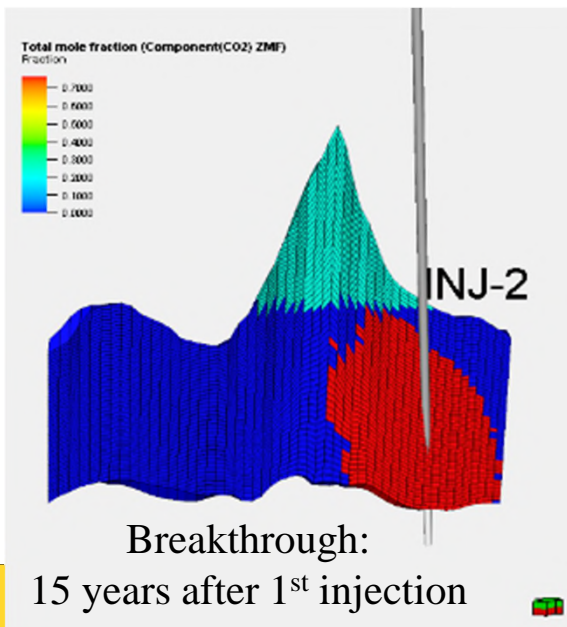 Total mole fraction (Component(CO2) ZMF)
Fraction
0.7000
0.6000
0.5000
0.4000
0.3000
0.2000
0.1000
0.0000
INJ-2
Breakthrough:
15 years after 1st injection